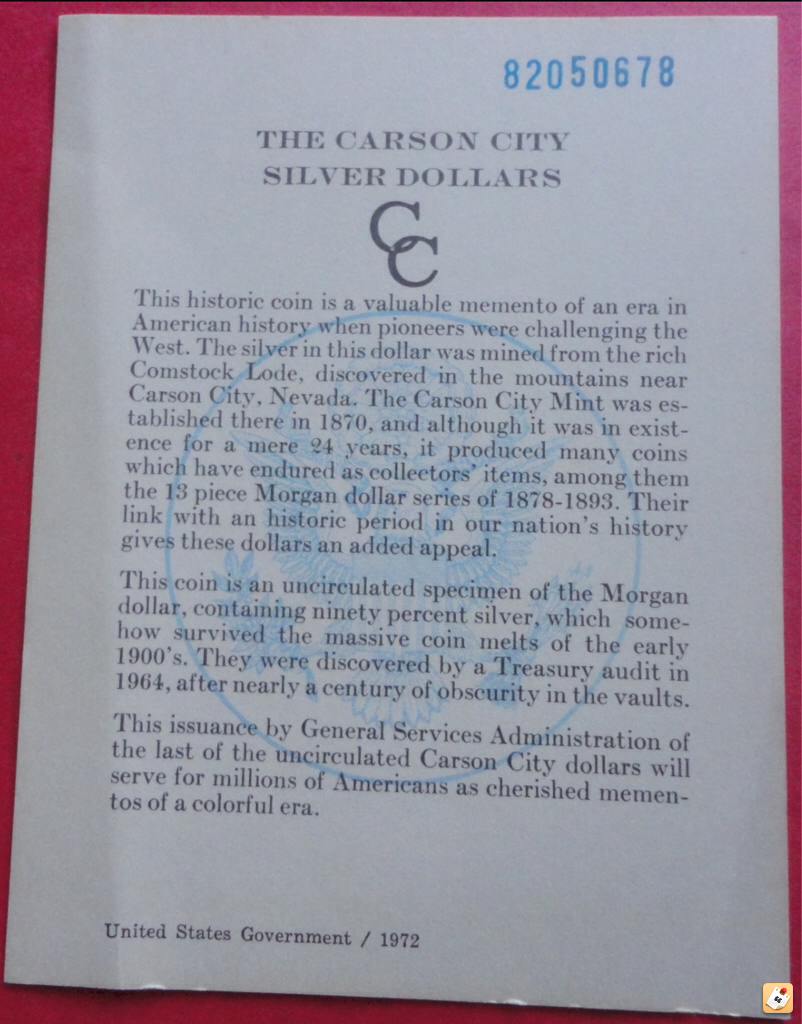 82050678
THE CARSON CITY
SILVER DOLLARS
CC
This historic coin is a valuable memento of an era in
American history when pioneers were challenging the
West. The silver in this dollar was mined from the rich
Comstock Lode, discovered in the mountains near
Carson City, Nevada. The Carson City Mint was es-
tablished there in 1870, and although it was in exist-
ence for a mere 24 years, it produced many coins
which have endured as collectors' items, among them
the 13 piece Morgan dollar series of 1878-1893. Their
link with an historic period in our nation's history
gives these dollars an added appeal.
This coin is an uncirculated specimen of the Morgan
dollar, containing ninety percent silver, which some-
how survived the massive coin melts of the early
1900's. They were discovered by a Treasury audit in
1964, after nearly a century of obscurity in the vaults.
This issuance by General Services Administration of
the last of the uncirculated Carson City dollars will
serve for millions of Americans as cherished memen-
tos of a colorful era.
United States Government / 1972